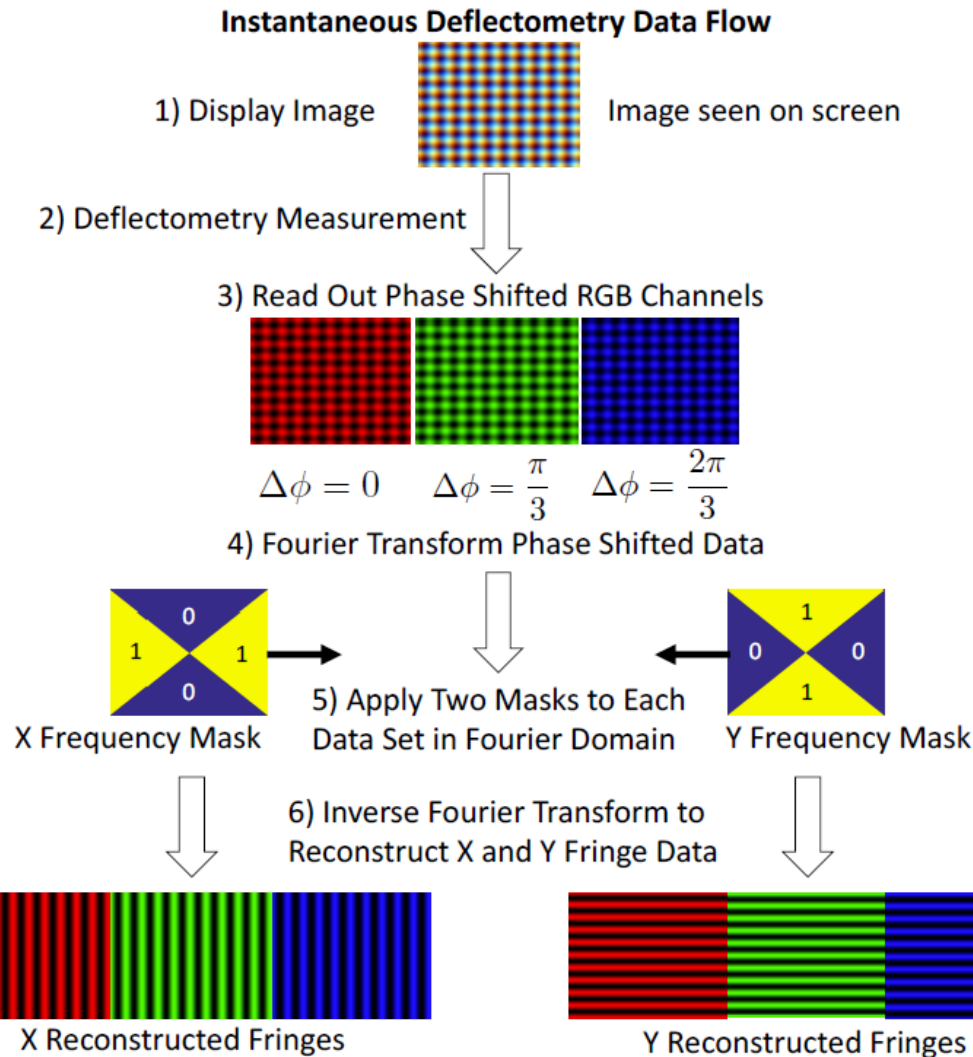 Instantaneous Deflectometry Data Flow
1) Display Image
Image seen on screen
2) Deflectometry Measurement
3) Read Out Phase Shifted RGB Channels
Δϕ = 0
Δϕ = π/3
Δϕ = 2π/3
4) Fourier Transform Phase Shifted Data
0
1 1
0
X Frequency Mask
5) Apply Two Masks to Each
Data Set in Fourier Domain
1
0 0
1
Y Frequency Mask
6) Inverse Fourier Transform to
Reconstruct X and Y Fringe Data
X Reconstructed Fringes
Y Reconstructed Fringes